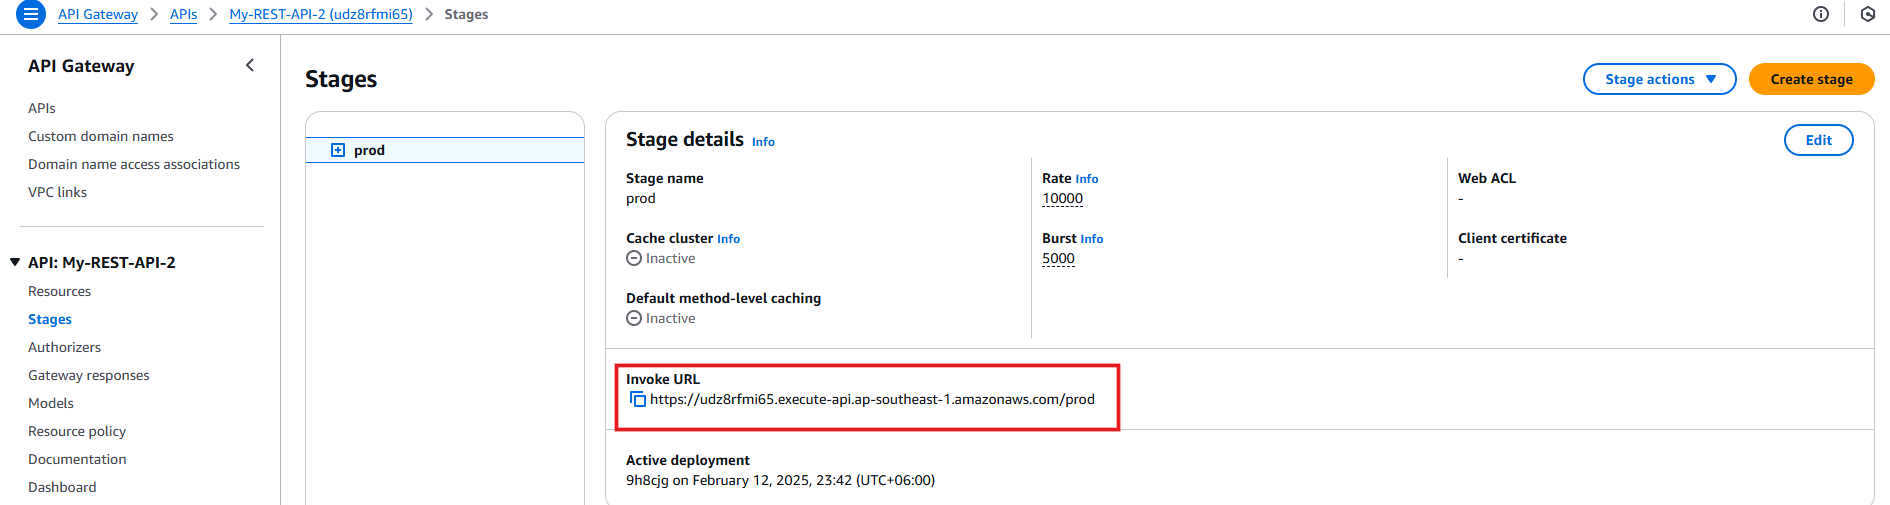 API Gateway > APIs > My-REST-API-2 (udz8rfmi65) > Stages
API Gateway
APIs
Custom domain names
Domain name access associations
VPC links
API: My-REST-API-2
Resources
Stages
Authorizers
Gateway responses
Models
Resource policy
Documentation
Dashboard
Stages
Stage actions
Create stage
prod
Stage details Info
Edit
Stage name
prod
Cache cluster Info
Inactive
Default method-level caching
Inactive
Rate Info
10000
Burst Info
5000
Web ACL
-
Client certificate
-
Invoke URL
https://udz8rfmi65.execute-api.ap-southeast-1.amazonaws.com/prod
Active deployment
9h8cjg on February 12, 2025, 23:42 (UTC+06:00)